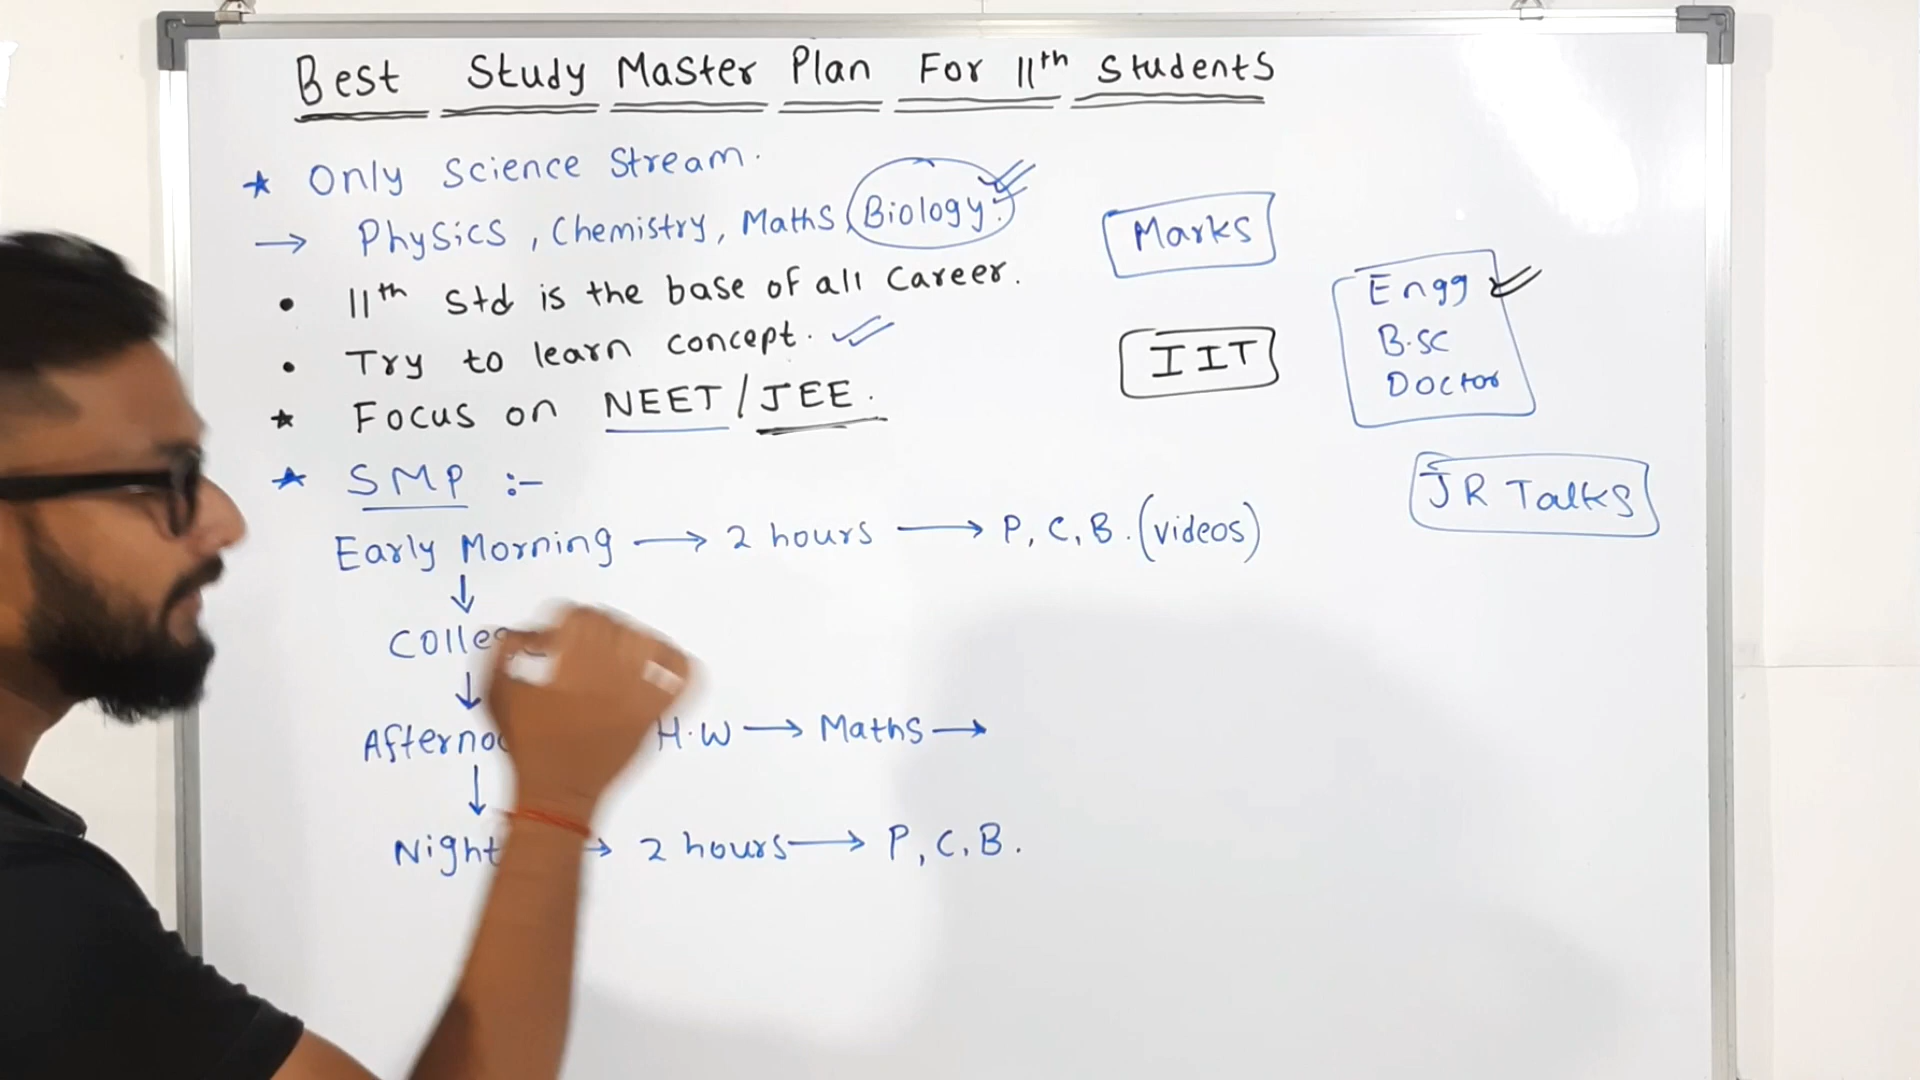 Best Study Master Plan For 11th Students
★ Only Science Stream.
→ Physics, Chemistry, Maths, Biology.
• 11th std is the base of all Career.
• Try to learn concept.
★ Focus on NEET / JEE.
★ SMP :-
Early Morning → 2 hours → P, C, B. (videos)
↓
↓
H.W → Maths →
↓
Night → 2 hours → P, C, B.
Marks
IIT
Engg
B.sc
Doctor
JR Talks